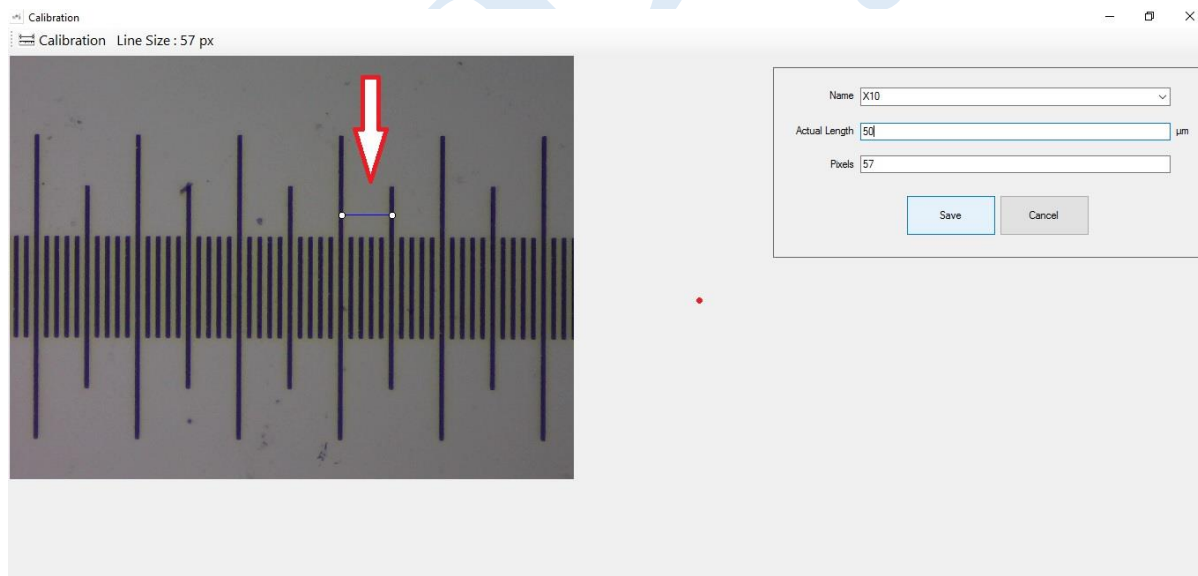 Calibration
Calibration Line Size : 57 px
Name X10
Actual Length 50 µm
Pixels 57
Save Cancel